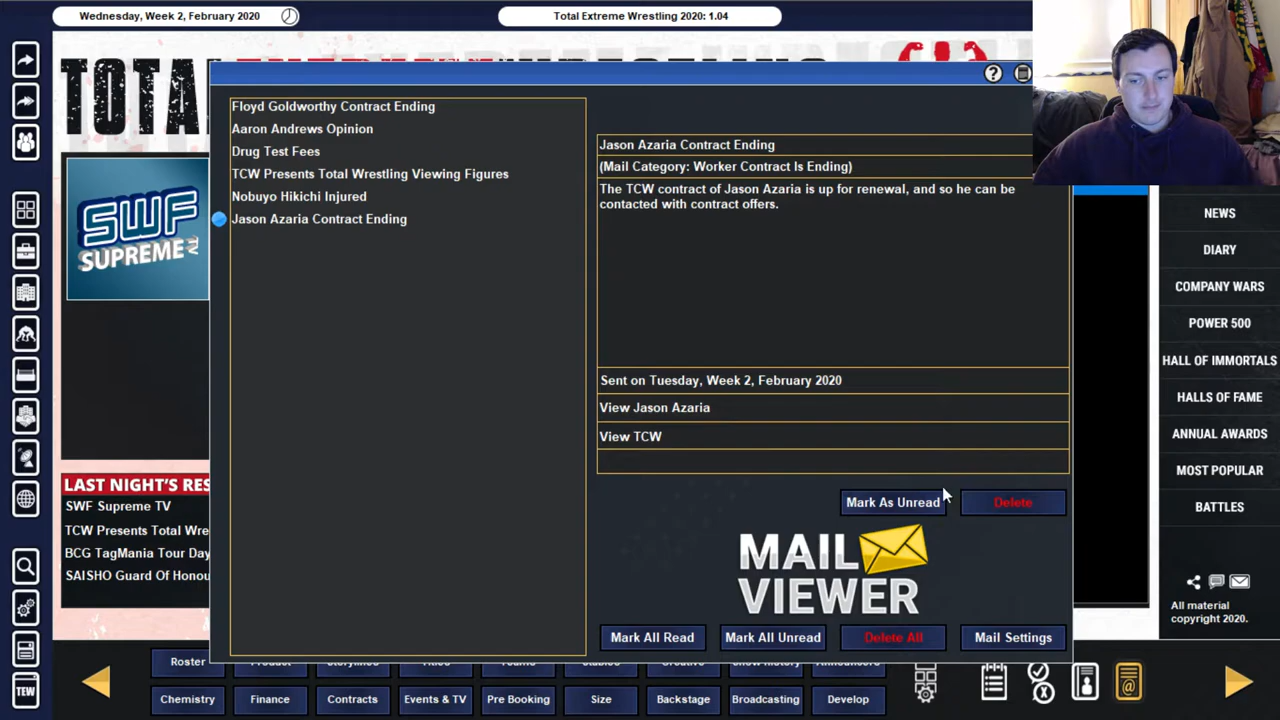 Wednesday, Week 2, February 2020
Total Extreme Wrestling 2020: 1.04
TOTA
?
Floyd Goldworthy Contract Ending
Aaron Andrews Opinion
Drug Test Fees
TCW Presents Total Wrestling Viewing Figures
Nobuyo Hikichi Injured
Jason Azaria Contract Ending
Jason Azaria Contract Ending
(Mail Category: Worker Contract Is Ending)
The TCW contract of Jason Azaria is up for renewal, and so he can be
contacted with contract offers.
Sent on Tuesday, Week 2, February 2020
View Jason Azaria
View TCW
Mark As Unread
Delete
MAIL
VIEWER
Mark All Read
Mark All Unread
Delete All
Mail Settings
SWF
SUPREME TV
LAST NIGHT'S RES
SWF Supreme TV
TCW Presents Total Wre
BCG TagMania Tour Day
SAISHO Guard Of Honou
NEWS
DIARY
COMPANY WARS
POWER 500
HALL OF IMMORTALS
HALLS OF FAME
ANNUAL AWARDS
MOST POPULAR
BATTLES
All material
copyright 2020.
TEW
Roster
Chemistry
Finance
Contracts
Events & TV
Pre Booking
Size
Backstage
Broadcasting
Develop